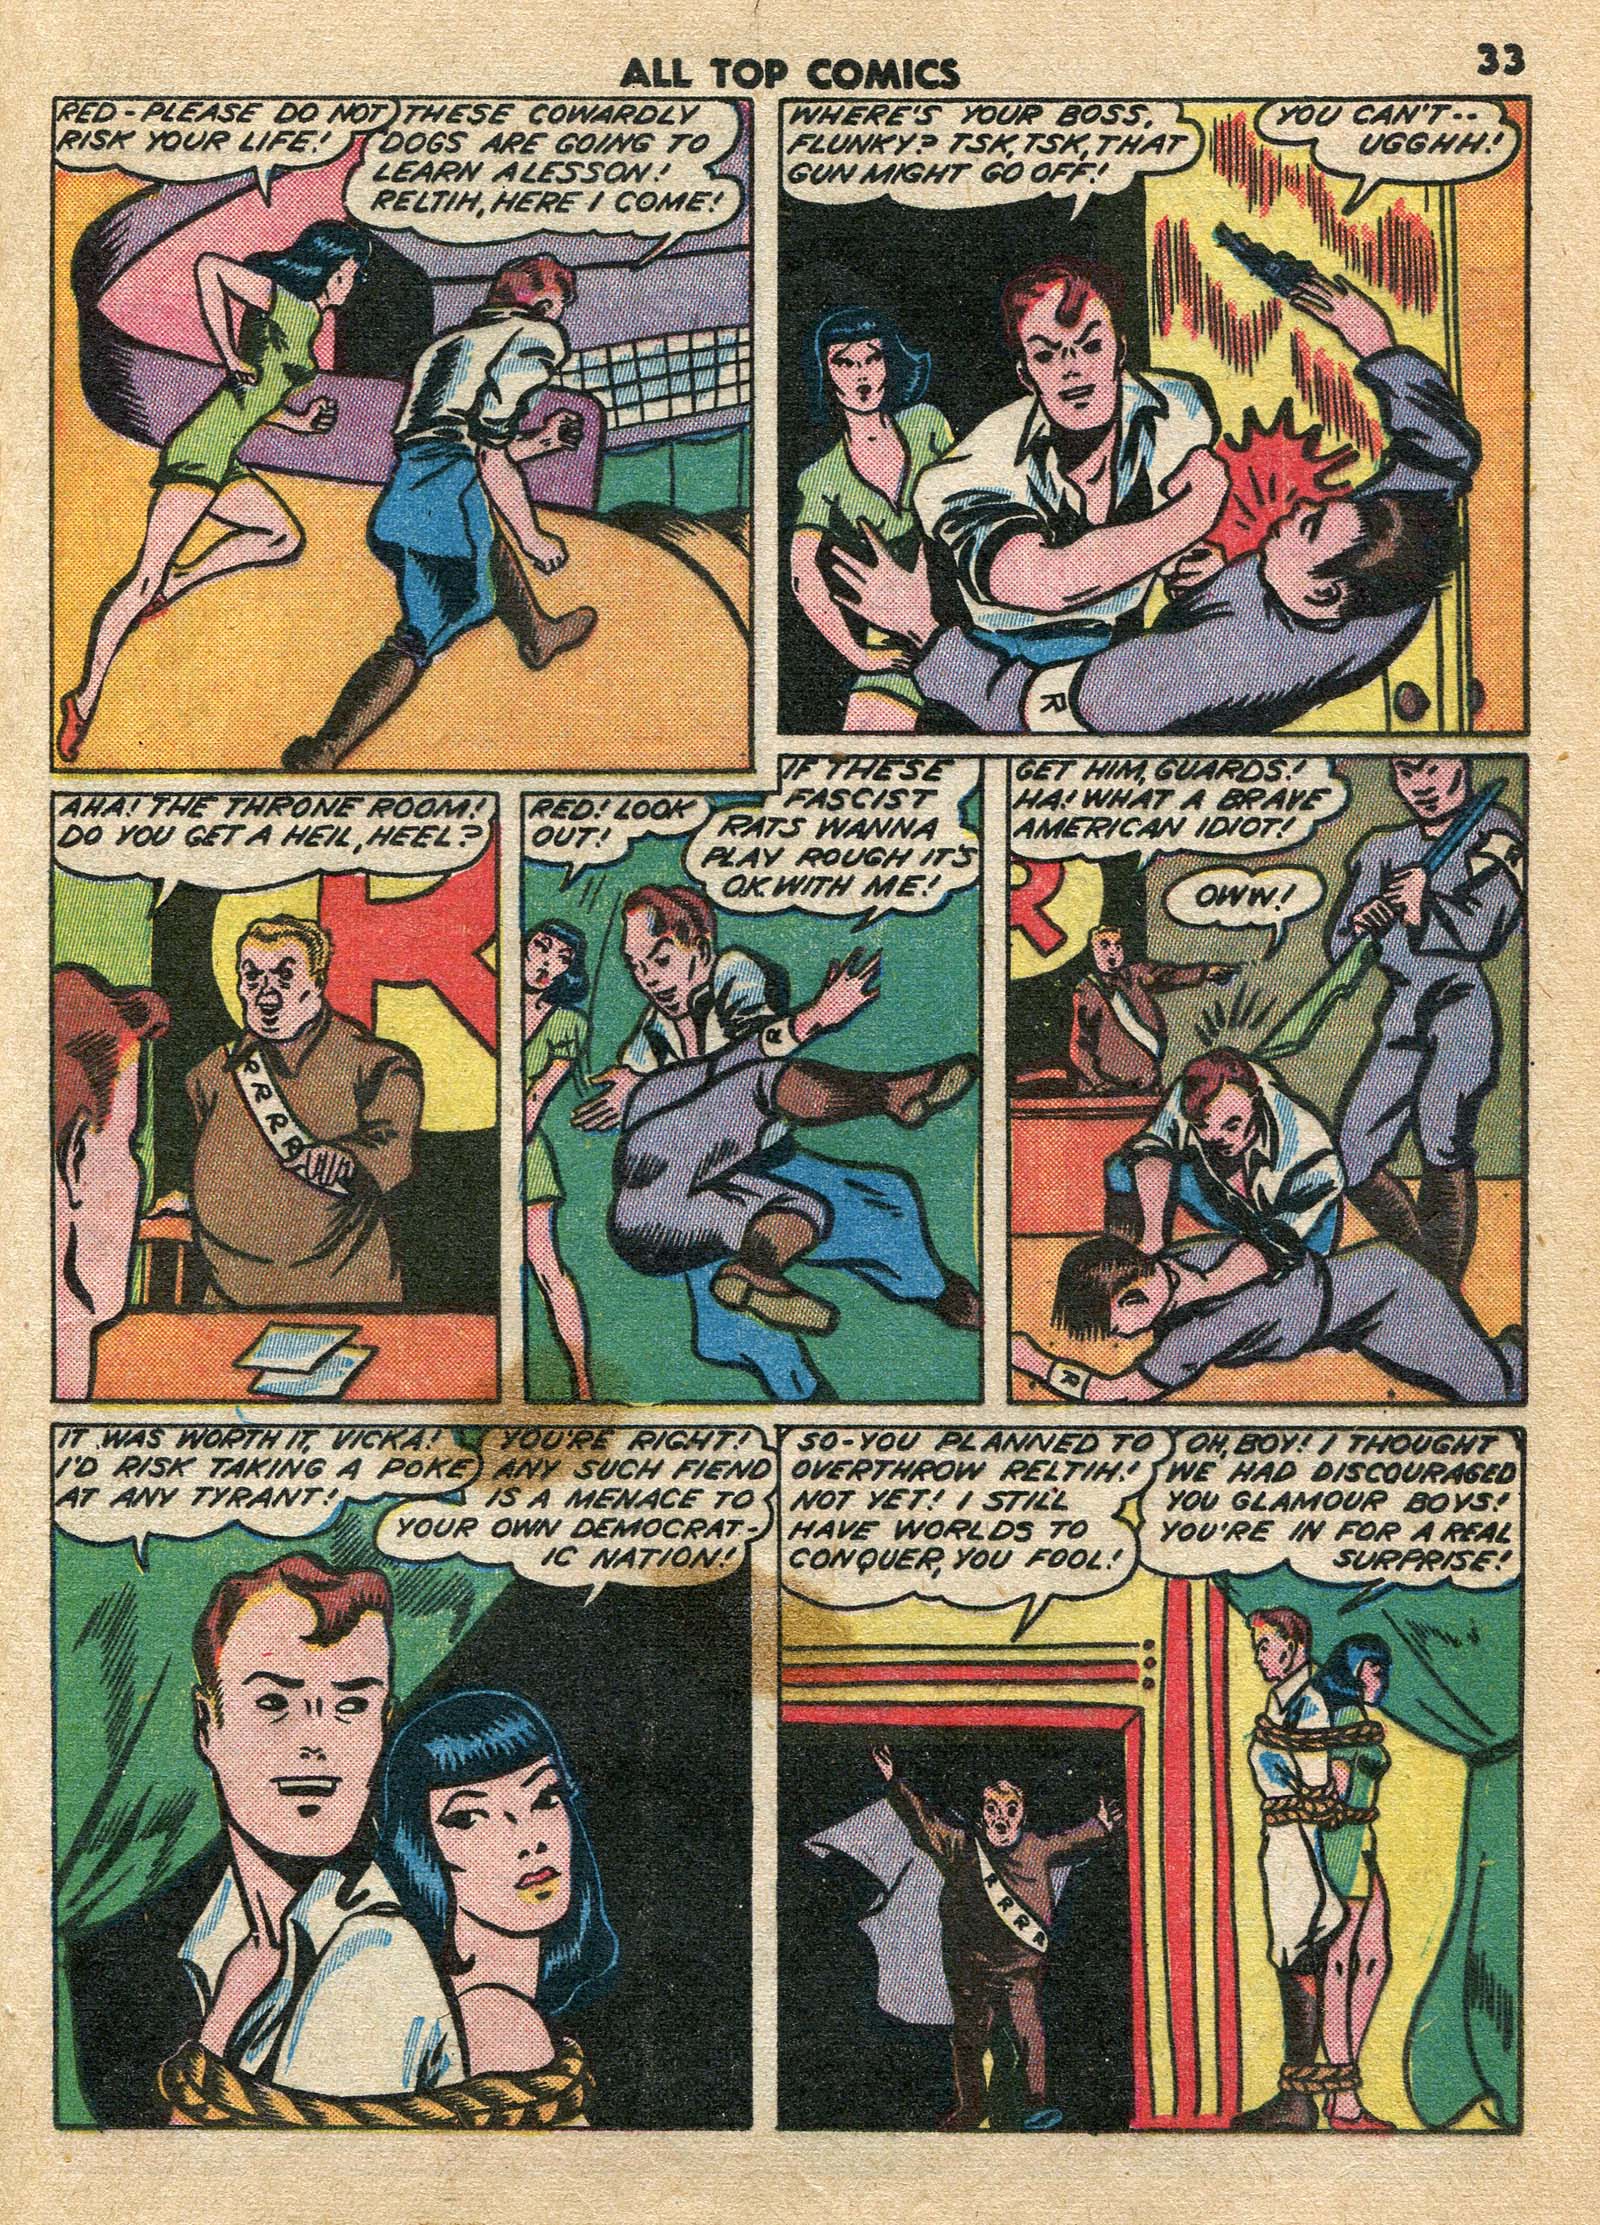 ALL TOP COMICS
33
RED - PLEASE DO NOT
RISK YOUR LIFE!
THESE COWARDLY
DOGS ARE GOING TO
LEARN A LESSON!
RELTIH, HERE I COME!
WHERE'S YOUR BOSS,
FLUNKY? TSK, TSK, THAT
GUN MIGHT GO OFF!
YOU CAN'T--
UGGHH!
R
AHA! THE THRONE ROOM!
DO YOU GET A HEIL, HEEL?
R
R R R R
RED! LOOK
OUT!
IF THESE
FASCIST
RATS WANNA
PLAY ROUGH IT'S
OK WITH ME!
R
GET HIM, GUARDS!
HA! WHAT A BRAVE
AMERICAN IDIOT!
OWW!
R
R
R
IT WAS WORTH IT, VICKA!
I'D RISK TAKING A POKE
AT ANY TYRANT!
YOU'RE RIGHT!
ANY SUCH FIEND
IS A MENACE TO
YOUR OWN DEMOCRAT-
IC NATION!
SO-YOU PLANNED TO
OVERTHROW RELTIH!
NOT YET! I STILL
HAVE WORLDS TO
CONQUER, YOU FOOL!
OH, BOY! I THOUGHT
WE HAD DISCOURAGED
YOU GLAMOUR BOYS!
YOU'RE IN FOR A REAL
SURPRISE!
R R R R